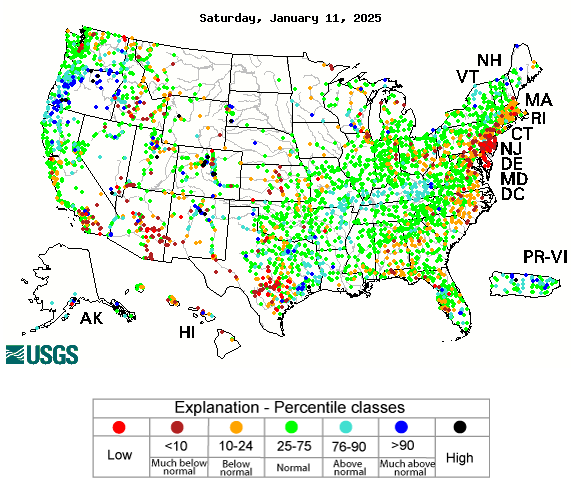 Saturday, January 11, 2025
NH
VT
MA
RI
CT
NJ
DE
MD
DC
PR-VI
AK
HI
USGS
Explanation - Percentile classes
Low
<10
10-24
25-75
76-90
>90
High
Much below normal
Below normal
Normal
Above normal
Much above normal